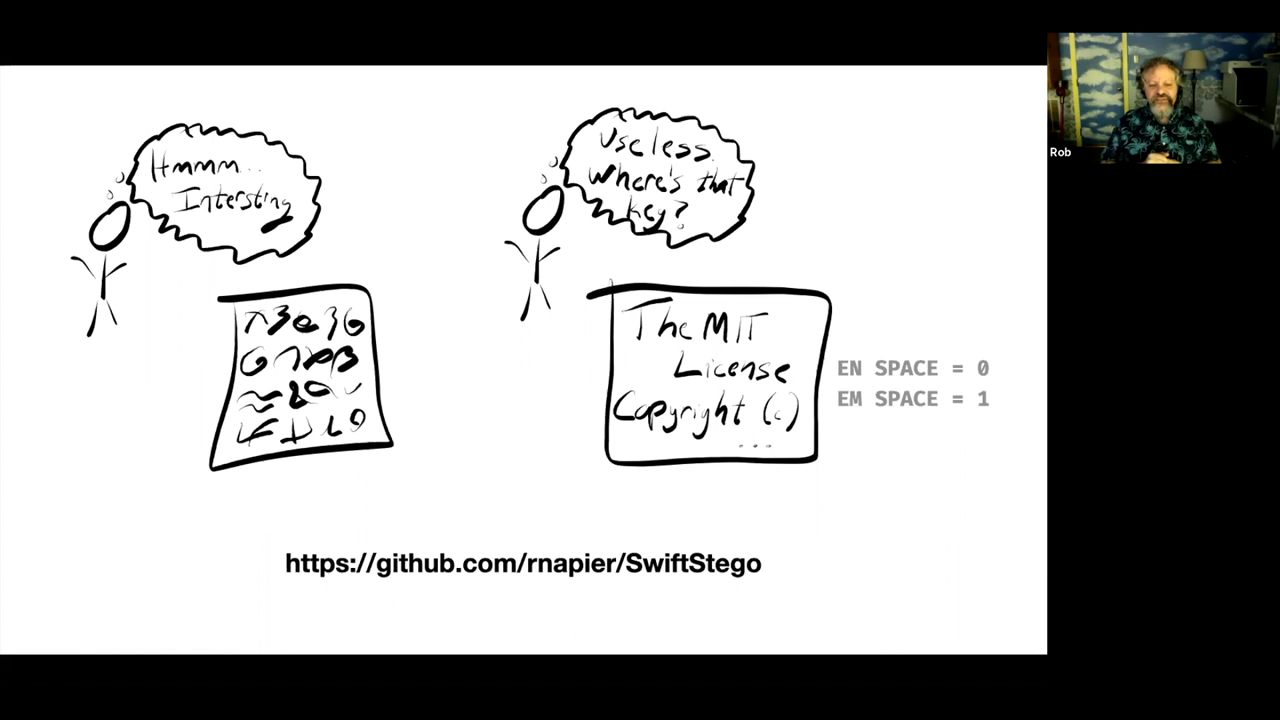 Hmmm...
Intersting
Useless.
Where's that
key?
The MIT
License
Copyright (c)
...
EN SPACE = 0
EM SPACE = 1
https://github.com/rnapier/SwiftStego
Rob